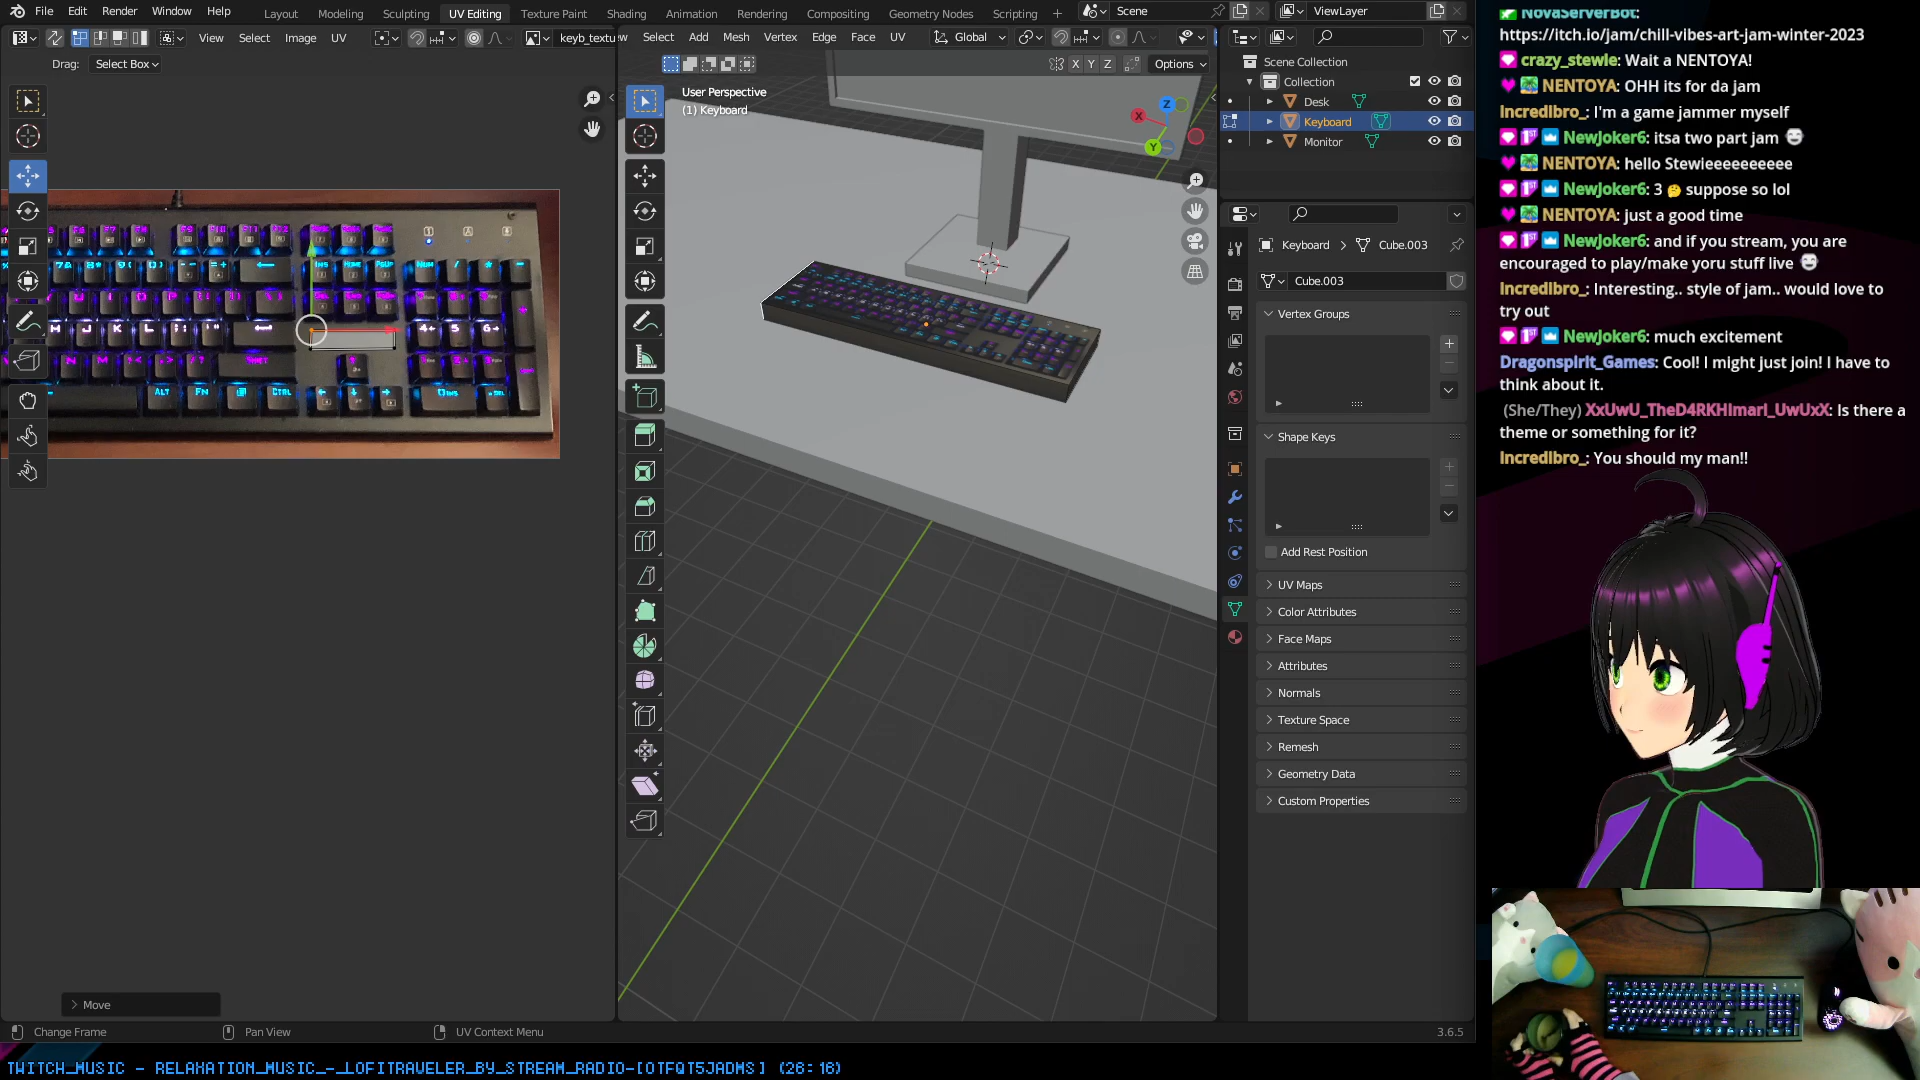 File Edit Render Window Help Layout Modeling Sculpting UV Editing Texture Paint Shading Animation Rendering Compositing Geometry Nodes Scripting + Scene ViewLayer
View Select Image UV keyb_textu
Select Add Mesh Vertex Edge Face UV Global
Drag: Select Box
X Y Z Options
User Perspective
(1) Keyboard
Scene Collection
Collection
Desk
Keyboard
Monitor
Keyboard > Cube.003
Cube.003
Vertex Groups
Shape Keys
Add Rest Position
UV Maps
Color Attributes
Face Maps
Attributes
Normals
Texture Space
Remesh
Geometry Data
Custom Properties
Move
Change Frame Pan View UV Context Menu 3.6.5
NovaServerBot:
https://itch.io/jam/chill-vibes-art-jam-winter-2023
crazy_stewie: Wait a NENTOYA!
NENTOYA: OHH its for da jam
IncredIbro_: I'm a game jammer myself
NewJoker6: itsa two part jam
NENTOYA: hello Stewieeeeeeeeee
NewJoker6: 3 🤔 suppose so lol
NENTOYA: just a good time
NewJoker6: and if you stream, you are
encouraged to play/make yoru stuff live
IncredIbro_: Interesting.. style of jam.. would love to
try out
NewJoker6: much excitement
Dragonspirit_Games: Cool! I might just join! I have to
think about it.
(She/They) XxUwU_TheD4RKHImarI_UwUxX: Is there a
theme or something for it?
IncredIbro_: You should my man!!
TWITCH_MUSIC - RELAXATION_MUSIC_-_LOFITRAVELER_BY_STREAM_RADIO-[OTFQT5JADMS] (26:16)